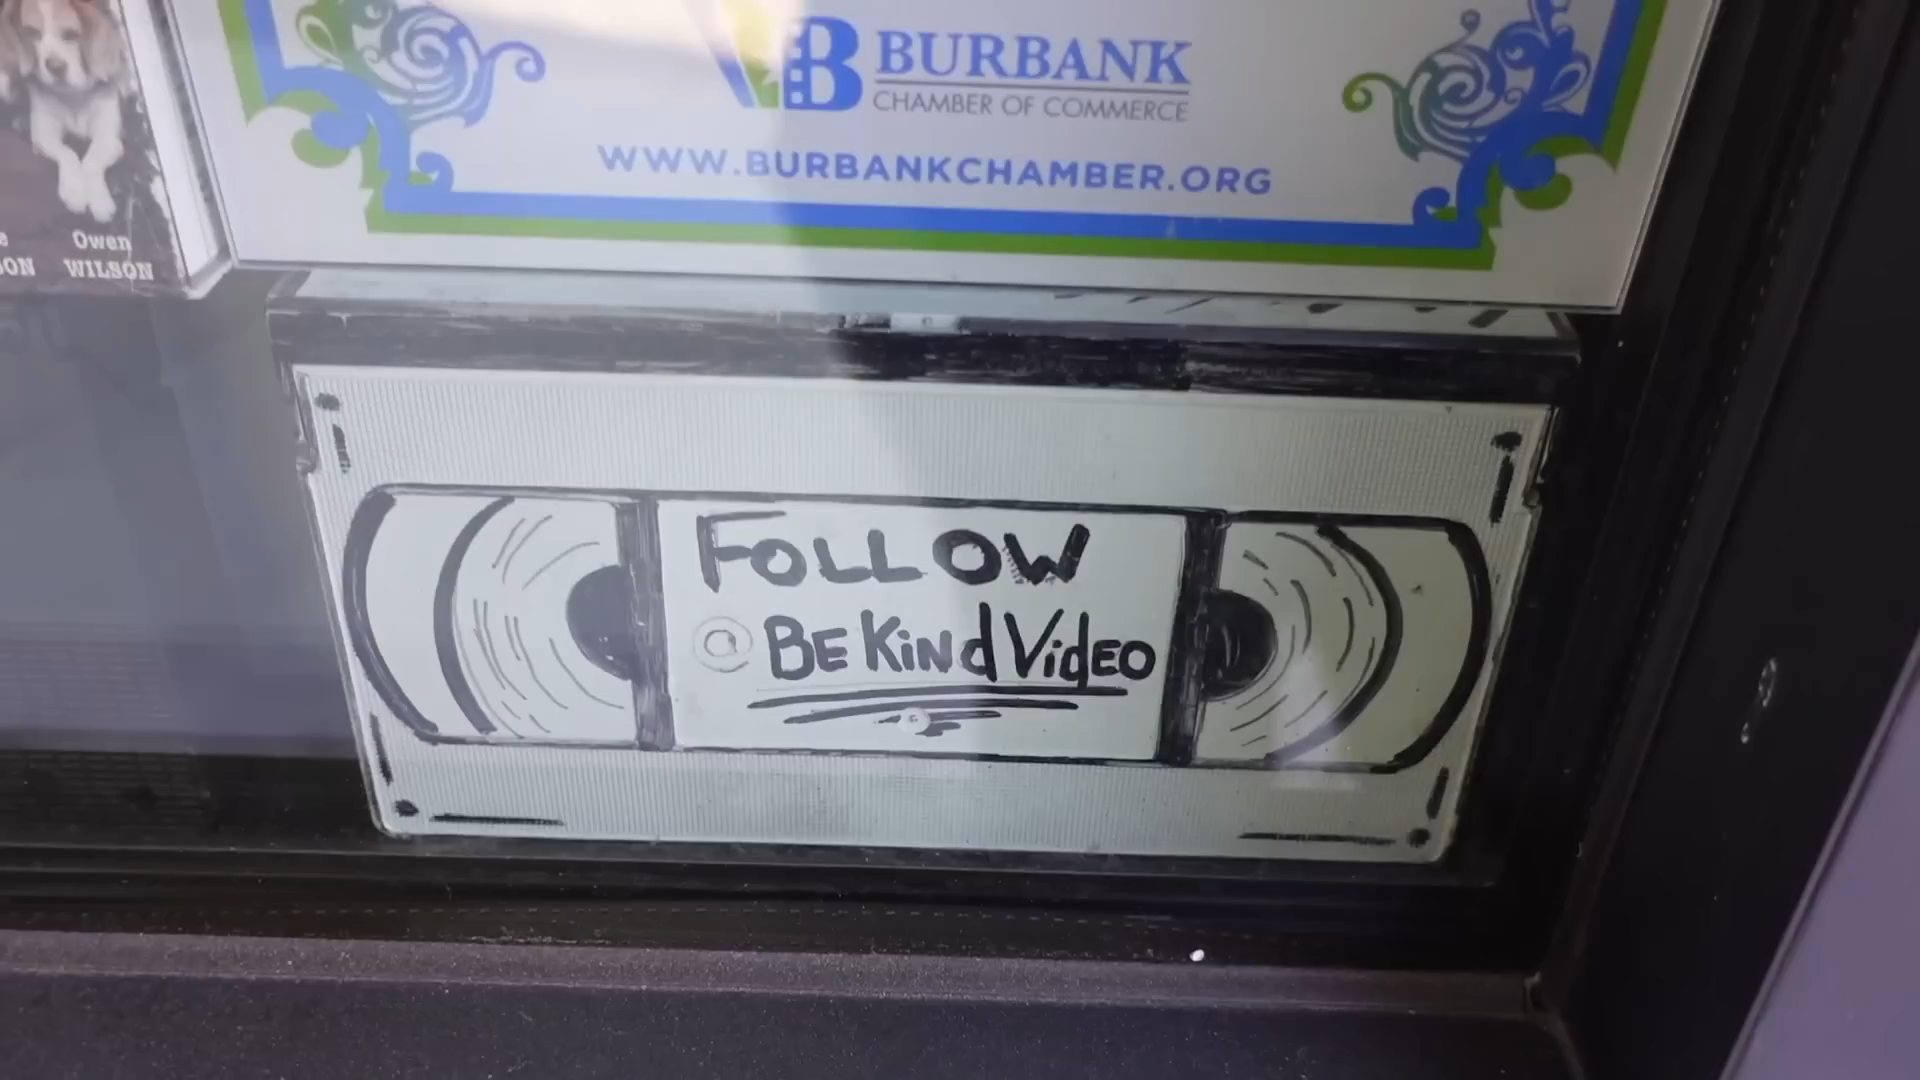 B BURBANK
CHAMBER OF COMMERCE
WWW.BURBANKCHAMBER.ORG
Owen
WILSON
FOLLOW
@BEKiNdVidEO